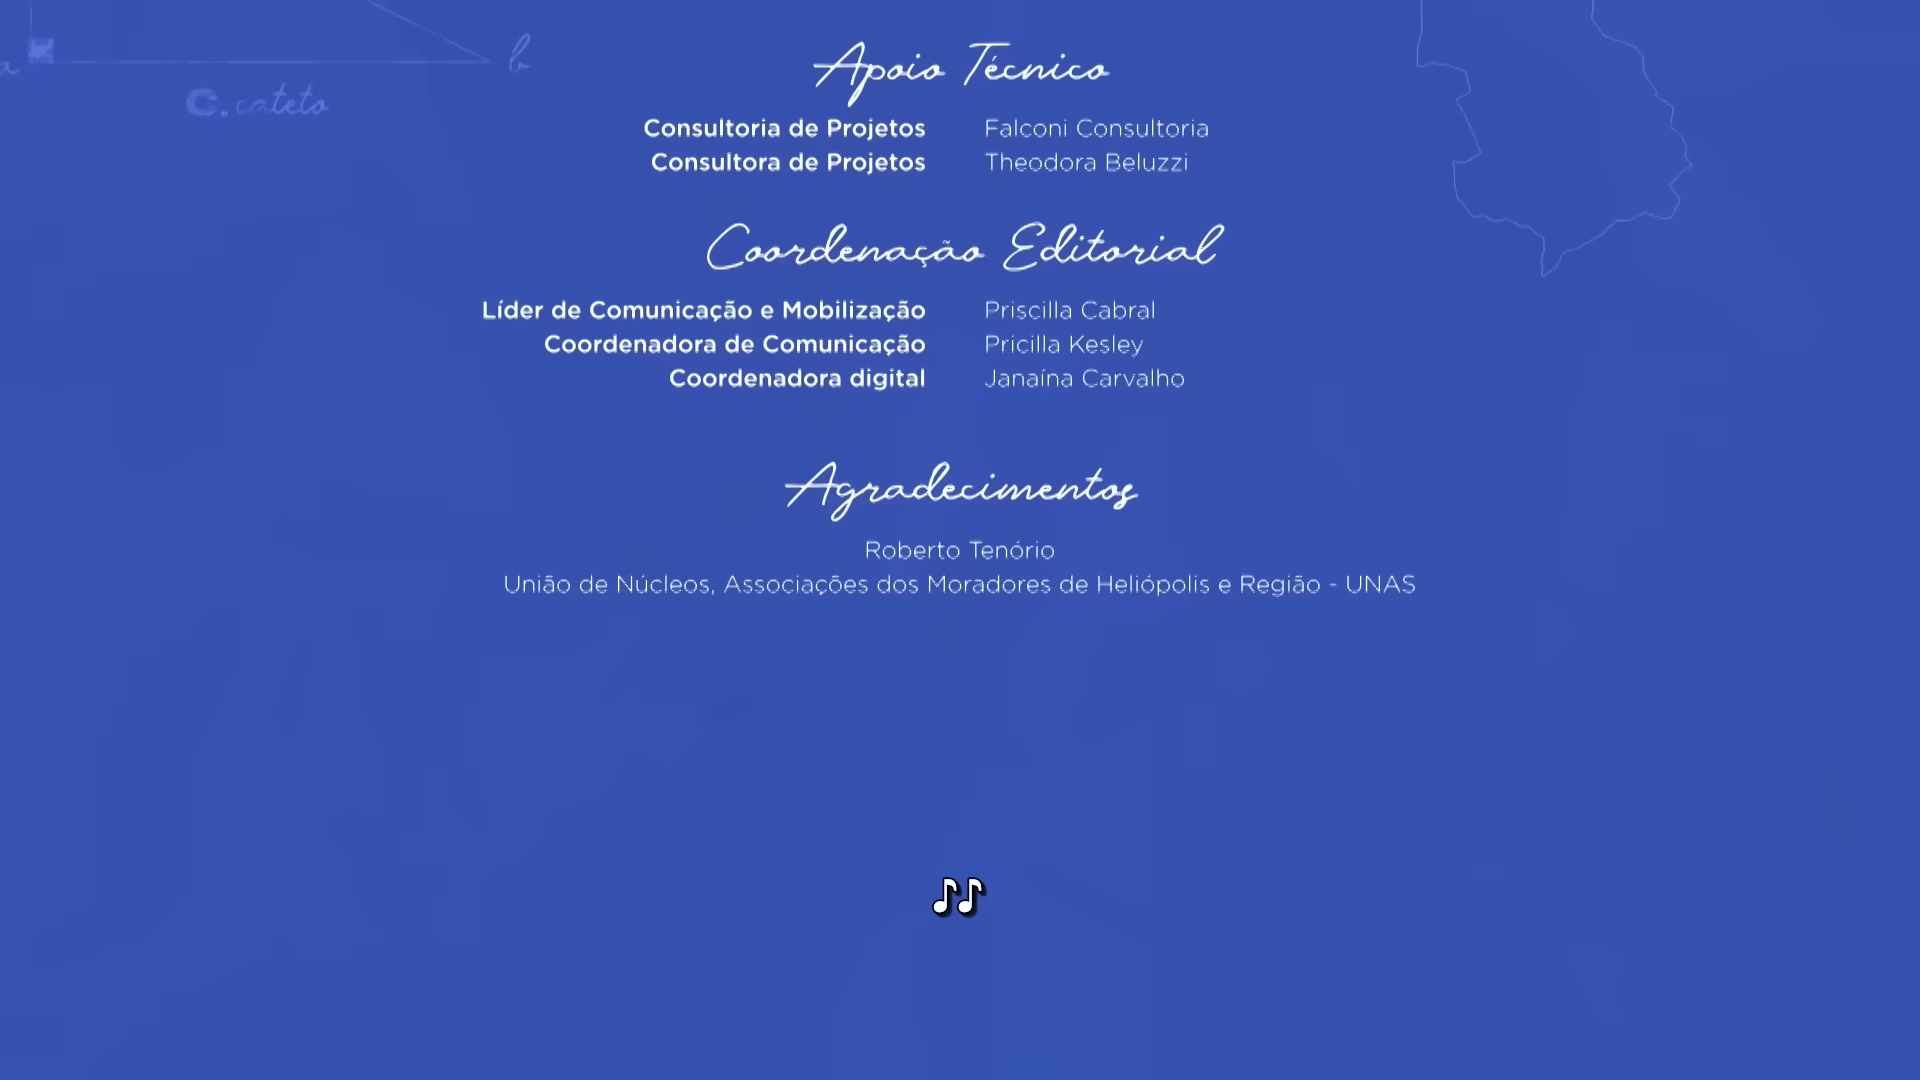 a
b
C. cateto
Apoio Técnico
Consultoria de Projetos Falconi Consultoria
Consultora de Projetos Theodora Beluzzi
Coordenação Editorial
Líder de Comunicação e Mobilização Priscilla Cabral
Coordenadora de Comunicação Pricilla Kesley
Coordenadora digital Janaína Carvalho
Agradecimentos
Roberto Tenório
União de Núcleos, Associações dos Moradores de Heliópolis e Região - UNAS
♪♪